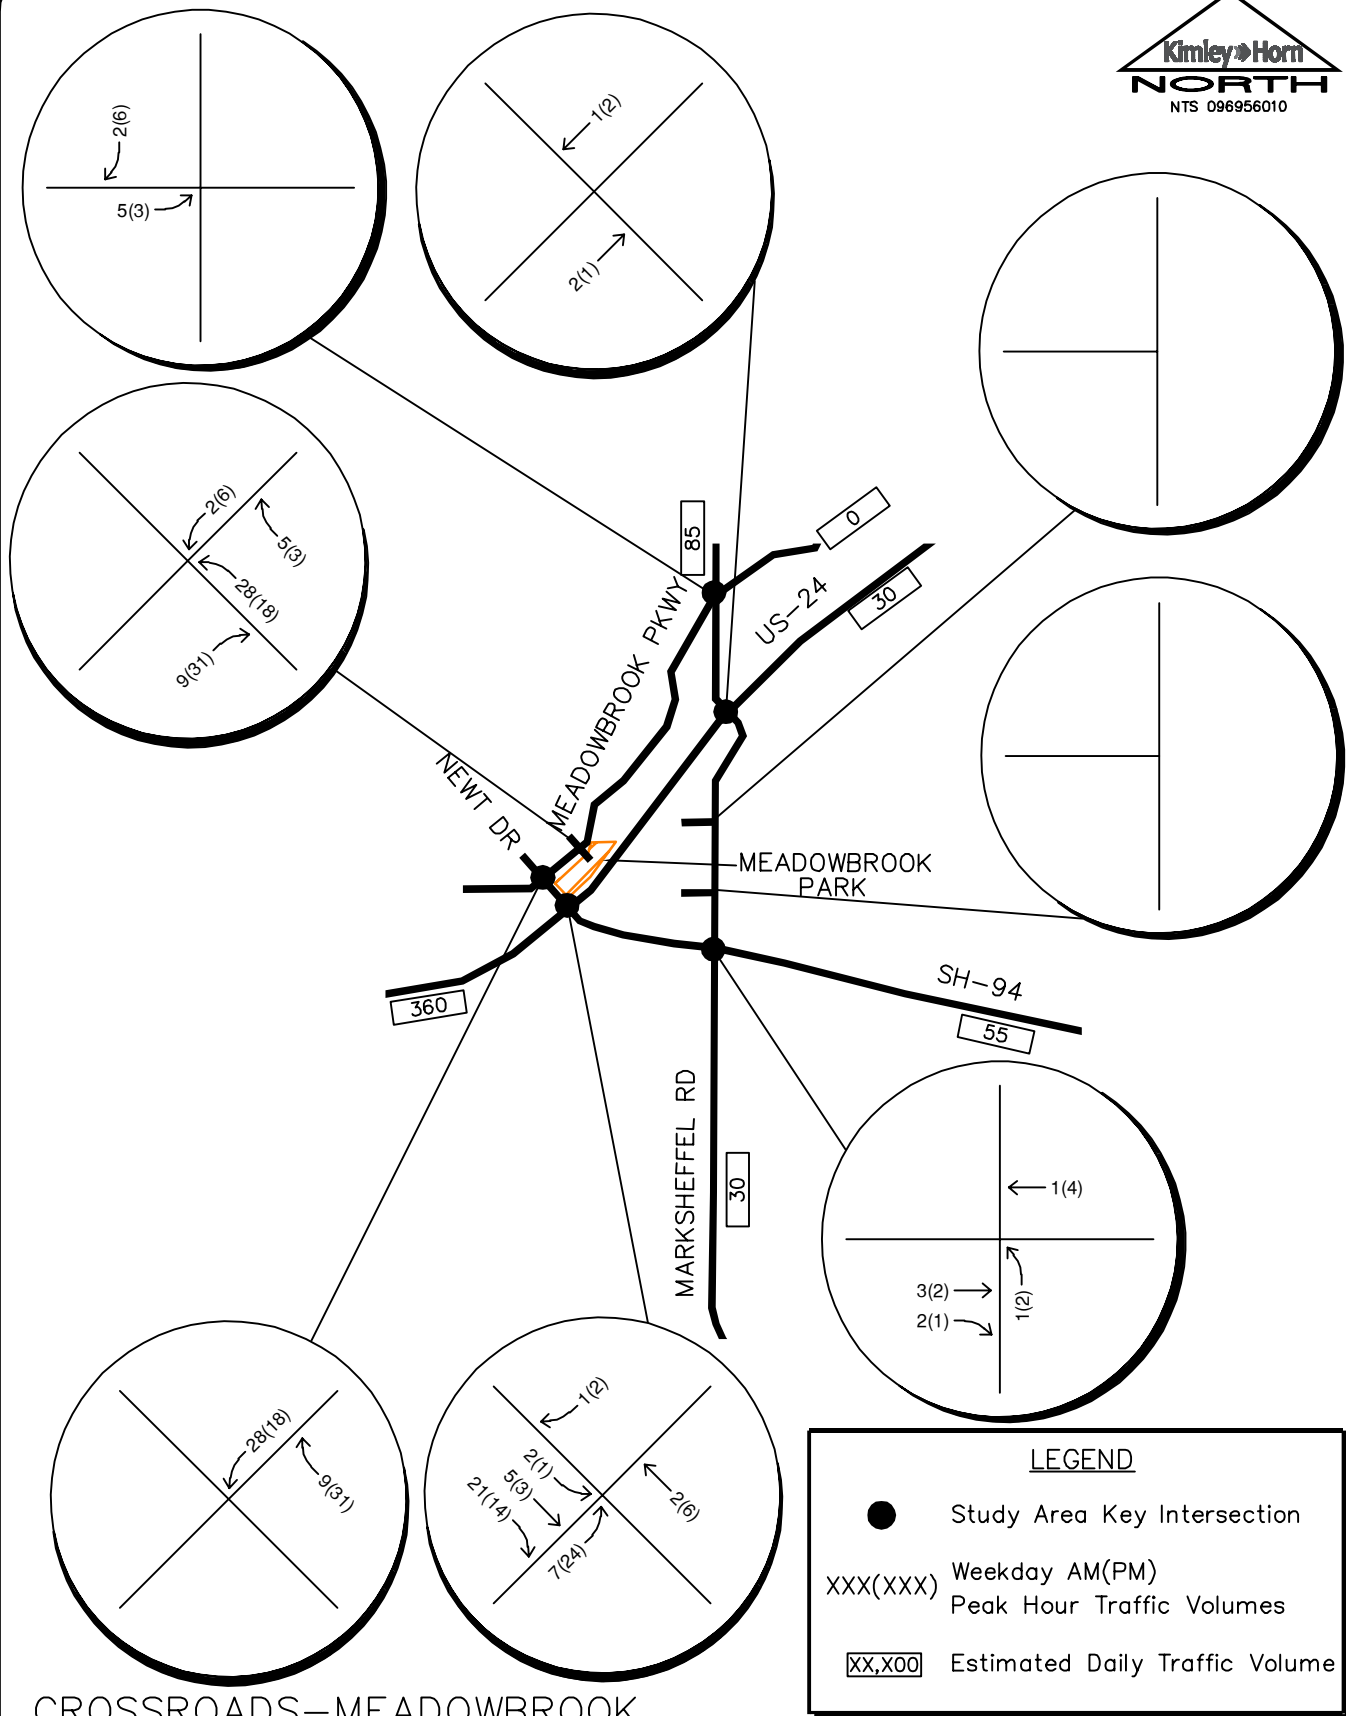 Kimley»Horn
NORTH
NTS 096956010
2(6)
5(3)
1(2)
2(1)
2(6)
5(3)
28(18)
9(31)
85
0
30
US-24
MEADOWBROOK PKWY
NEWT DR
MEADOWBROOK
PARK
360
SH-94
55
MARKSHEFFEL RD
30
1(4)
3(2)
2(1)
1(2)
28(18)
9(31)
1(2)
2(1)
5(3)
21(14)
2(6)
7(24)
LEGEND
Study Area Key Intersection
XXX(XXX)
Weekday AM(PM)
Peak Hour Traffic Volumes
XX,X00
Estimated Daily Traffic Volume
CROSSROADS-MEADOWBROOK